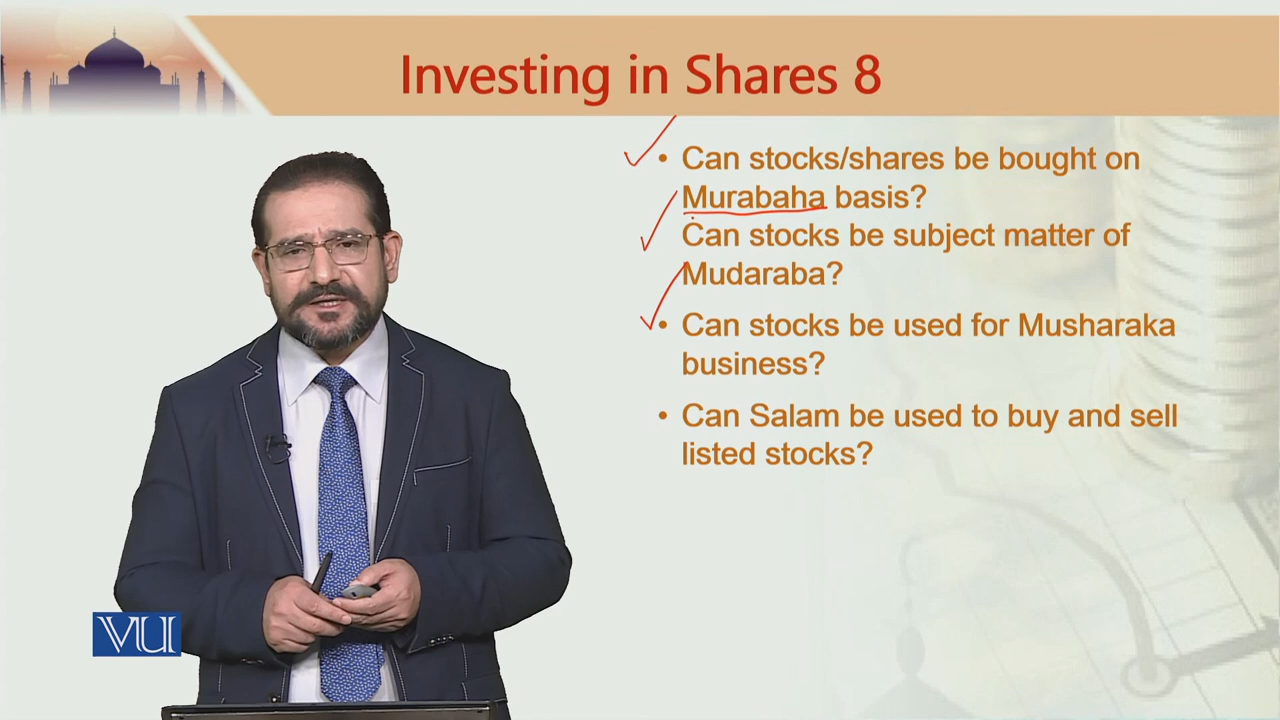 Investing in Shares 8
• Can stocks/shares be bought on
Murabaha basis?
Can stocks be subject matter of
Mudaraba?
• Can stocks be used for Musharaka
business?
• Can Salam be used to buy and sell
listed stocks?
VU